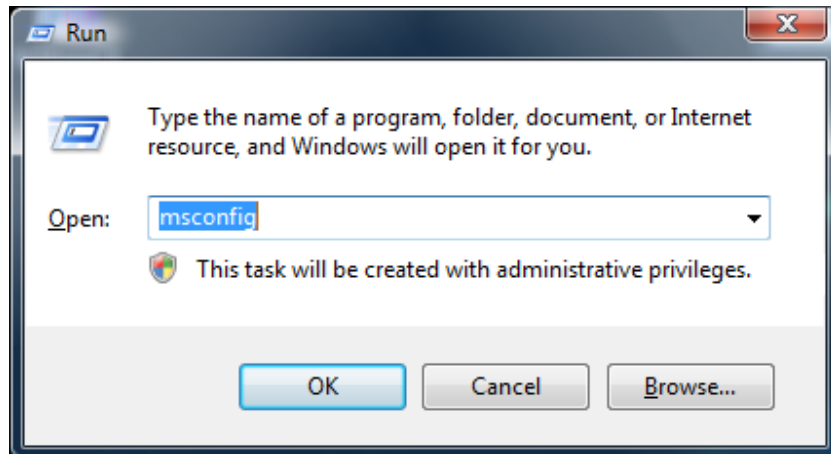 Run
X
Type the name of a program, folder, document, or Internet
resource, and Windows will open it for you.
Open: msconfig
This task will be created with administrative privileges.
OK Cancel Browse...